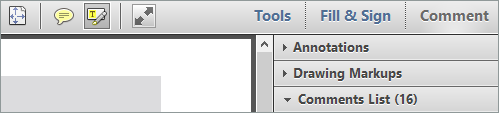 Tools Fill & Sign Comment
Annotations
Drawing Markups
Comments List (16)